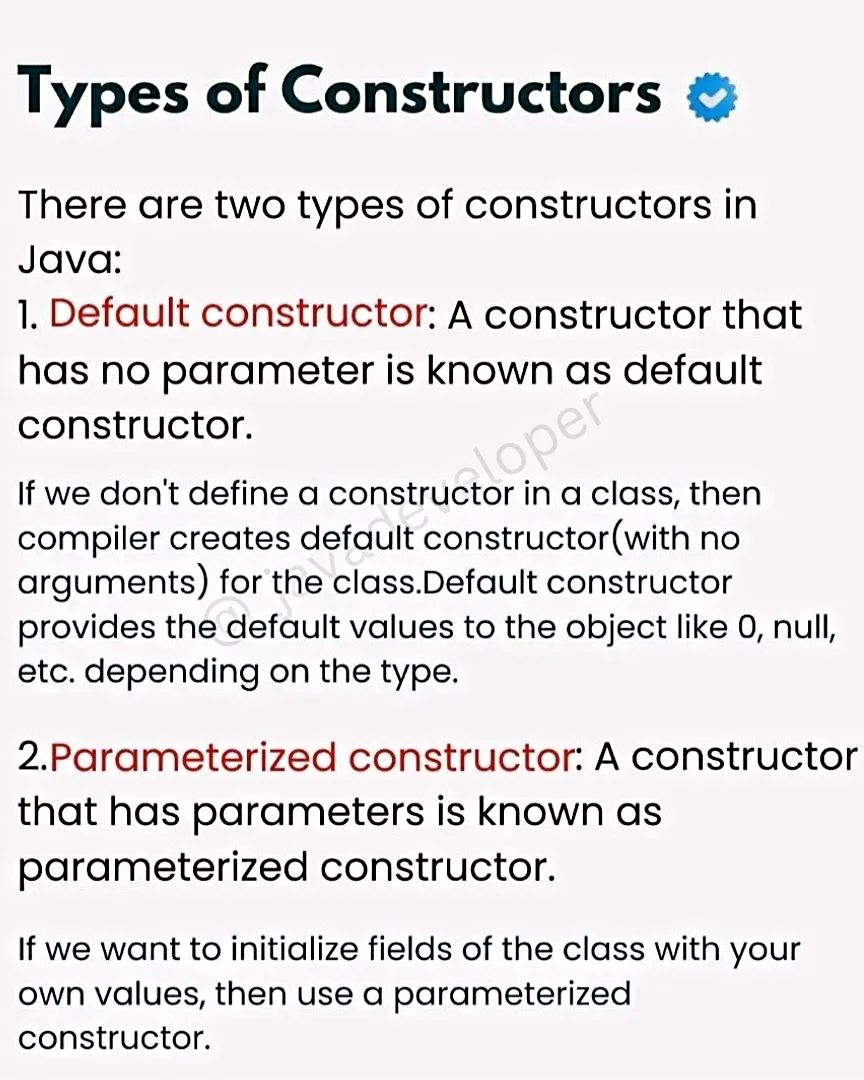 Types of Constructors
There are two types of constructors in
Java:
1. Default constructor: A constructor that
has no parameter is known as default
constructor.
If we don't define a constructor in a class, then
compiler creates default constructor(with no
arguments) for the class.Default constructor
provides the default values to the object like 0, null,
etc. depending on the type.
@javadeveloper
2.Parameterized constructor: A constructor
that has parameters is known as
parameterized constructor.
If we want to initialize fields of the class with your
own values, then use a parameterized
constructor.